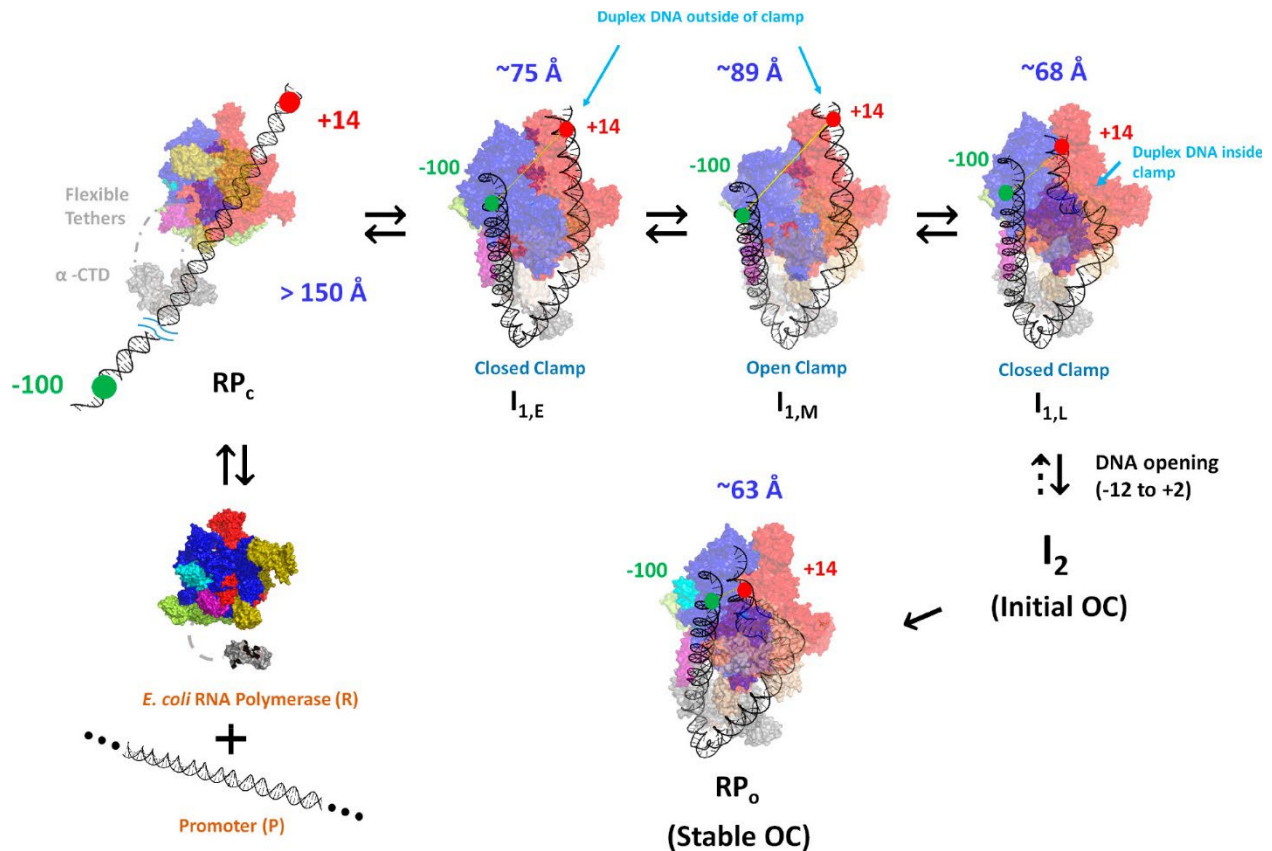 Duplex DNA outside of clamp
~75 Å
~89 Å
~68 Å
+14
+14
+14
+14
-100
-100
-100
Duplex DNA inside
clamp
Flexible
Tethers
α -CTD
> 150 Å
-100
RPc
Closed Clamp
I1,E
Open Clamp
I1,M
Closed Clamp
I1,L
DNA opening
(-12 to +2)
~63 Å
-100
+14
I2
(Initial OC)
E. coli RNA Polymerase (R)
+
Promoter (P)
RPo
(Stable OC)